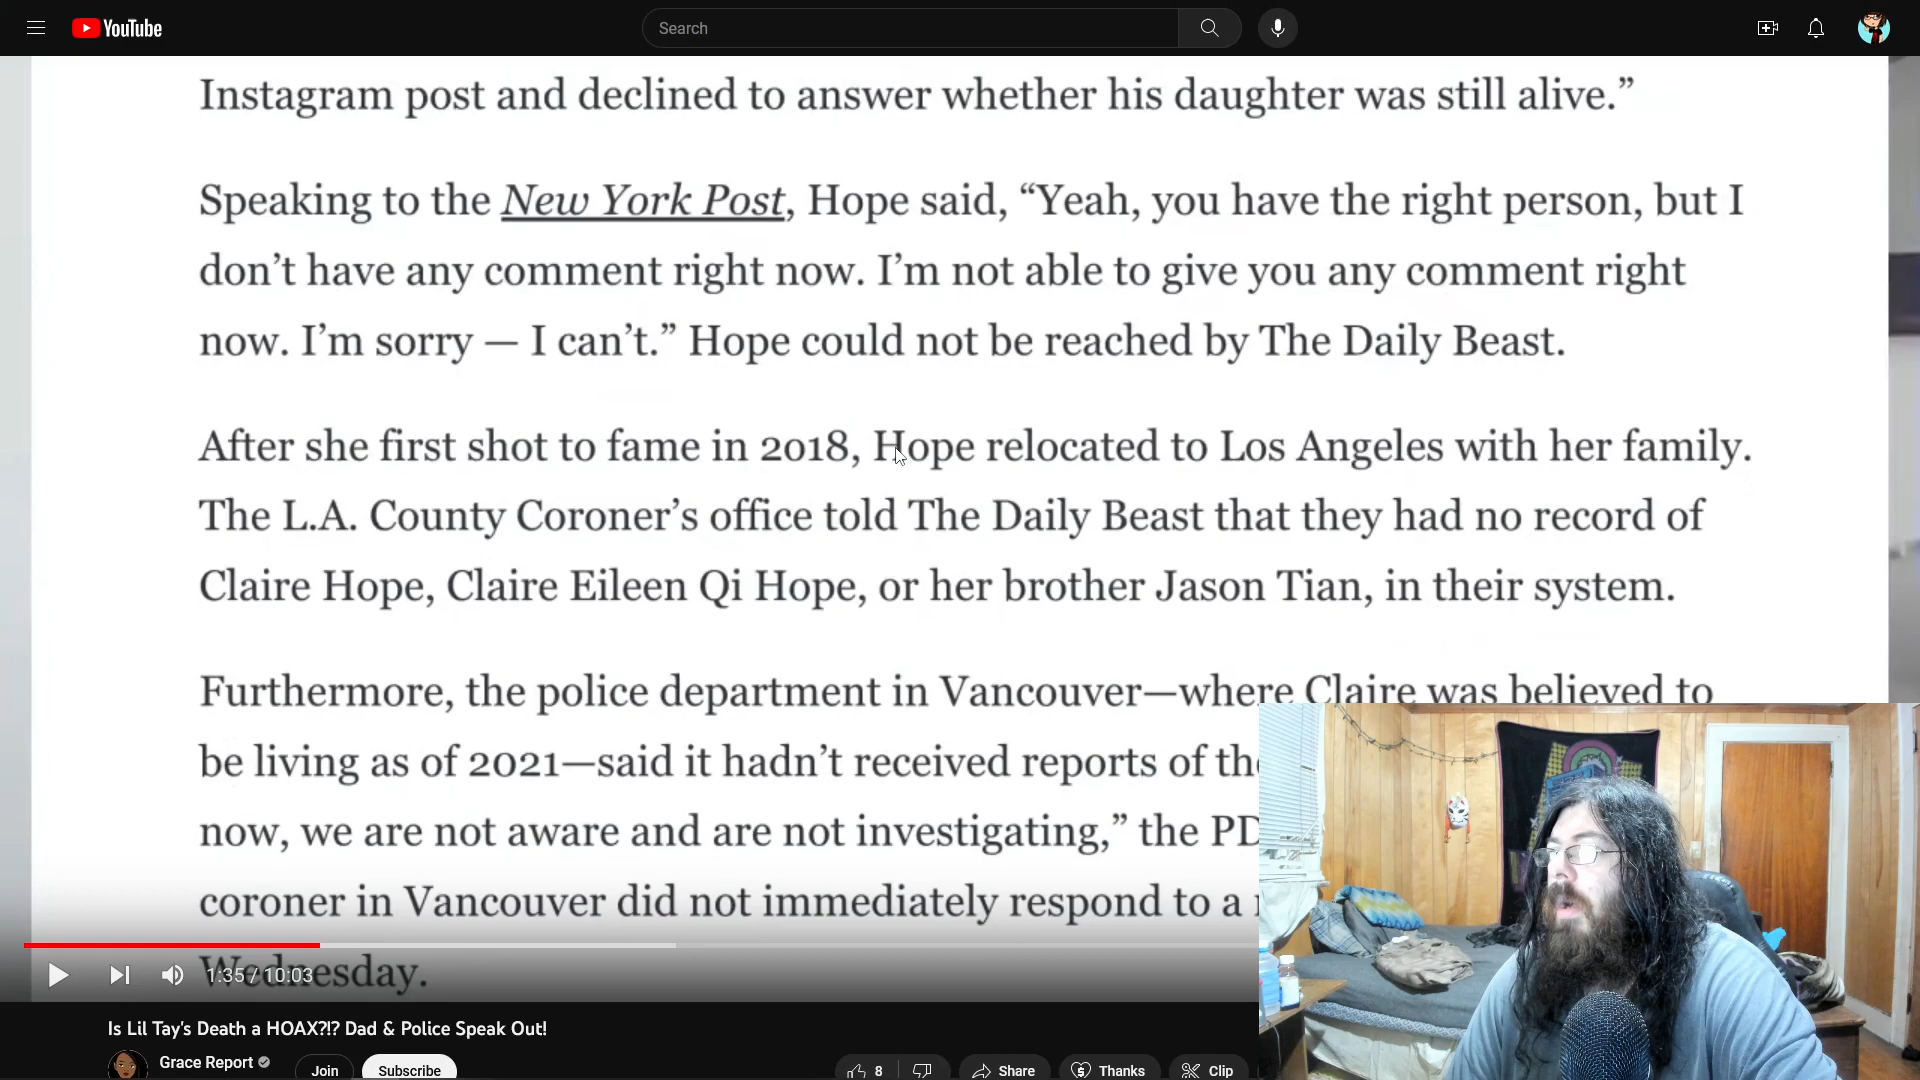 YouTube
Search
Instagram post and declined to answer whether his daughter was still alive.”
Speaking to the New York Post, Hope said, “Yeah, you have the right person, but I
don’t have any comment right now. I’m not able to give you any comment right
now. I’m sorry — I can’t.” Hope could not be reached by The Daily Beast.
After she first shot to fame in 2018, Hope relocated to Los Angeles with her family.
The L.A. County Coroner’s office told The Daily Beast that they had no record of
Claire Hope, Claire Eileen Qi Hope, or her brother Jason Tian, in their system.
Furthermore, the police department in Vancouver—where Claire was believed to
be living as of 2021—said it hadn’t received reports of
now, we are not aware and are not investigating,” the PD
coroner in Vancouver did not immediately respond to a
Wednesday.
1:35 / 10:03
Is Lil Tay's Death a HOAX?!? Dad & Police Speak Out!
Grace Report
Join
Subscribe
8
Share
Thanks
Clip